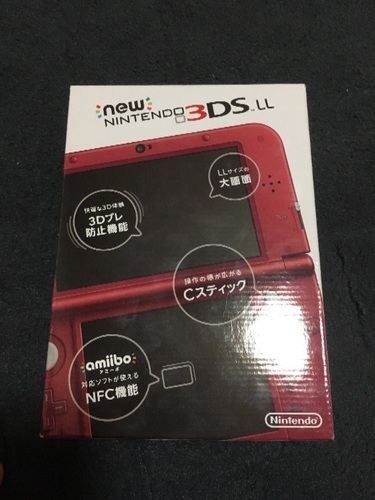 new
NINTENDO 3DS LL
LLサイズの
大画面
快適な3D体験
3Dブレ
防止機能
操作の幅が広がる
Cスティック
amiibo
アミーボ
対応ソフトが使える
NFC機能
Nintendo